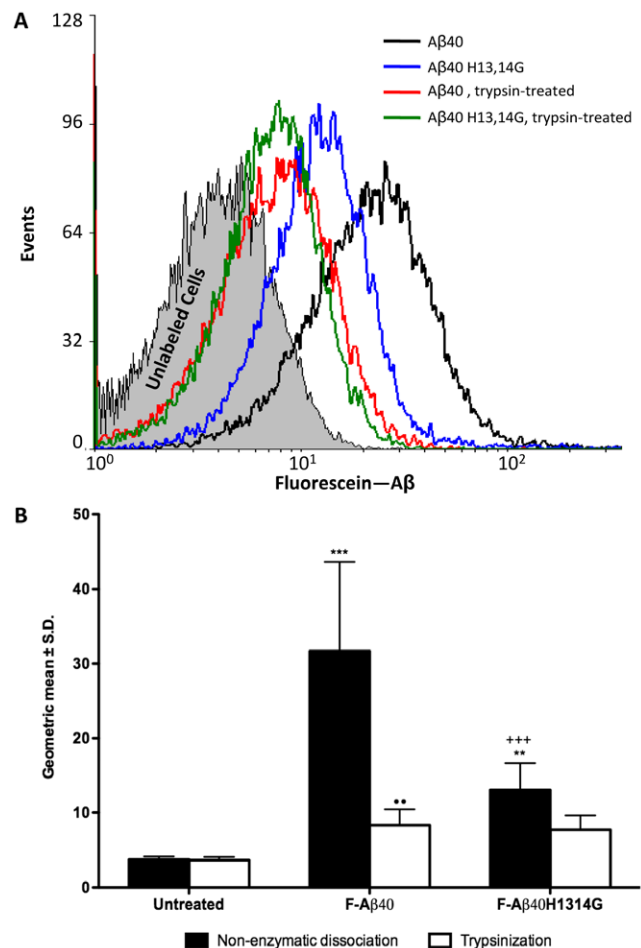 A
128
96
64
32
0
Events
Unlabeled Cells
Aβ40
Aβ40 H13,14G
Aβ40 , trypsin-treated
Aβ40 H13,14G, trypsin-treated
10⁰
10¹
10²
Fluorescein—Aβ
B
50
40
30
20
10
0
Geometric mean ± S.D.
***
••
+++
**
Untreated
F-Aβ40
F-Aβ40H1314G
Non-enzymatic dissociation
Trypsinization